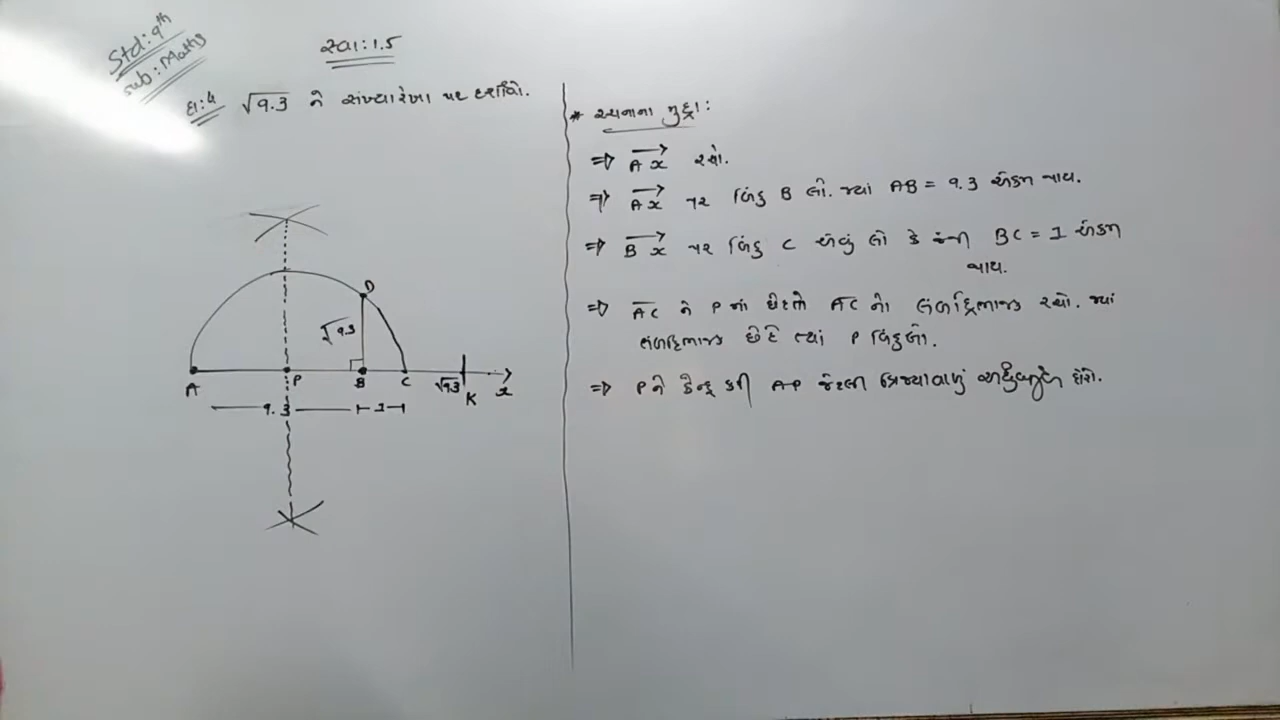 Std: 9th
Sub: Maths
સ્વા: 1.5
દા: 4 √9.3 ને સંખ્યારેખા પર દર્શાવો.
D
√9.3
A P B C √9.3 K x
9.3 1
* રચનાના મુદ્દા:
⇒ Ax રચો.
⇒ Ax પર બિંદુ B લો. જ્યાં AB = 9.3 એકમ થાય.
⇒ Bx પર બિંદુ C એવું લો કે જેથી BC = 1 એકમ
થાય.
⇒ AC ને P માં છેદતો AC નો લંબદ્વિભાજક રચો. જ્યાં
લંબદ્વિભાજક છેદે ત્યાં P બિંદુ લો.
⇒ P ને કેન્દ્ર કરી AP જેટલી ત્રિજ્યાવાળું અર્ધવર્તુળ દોરો.